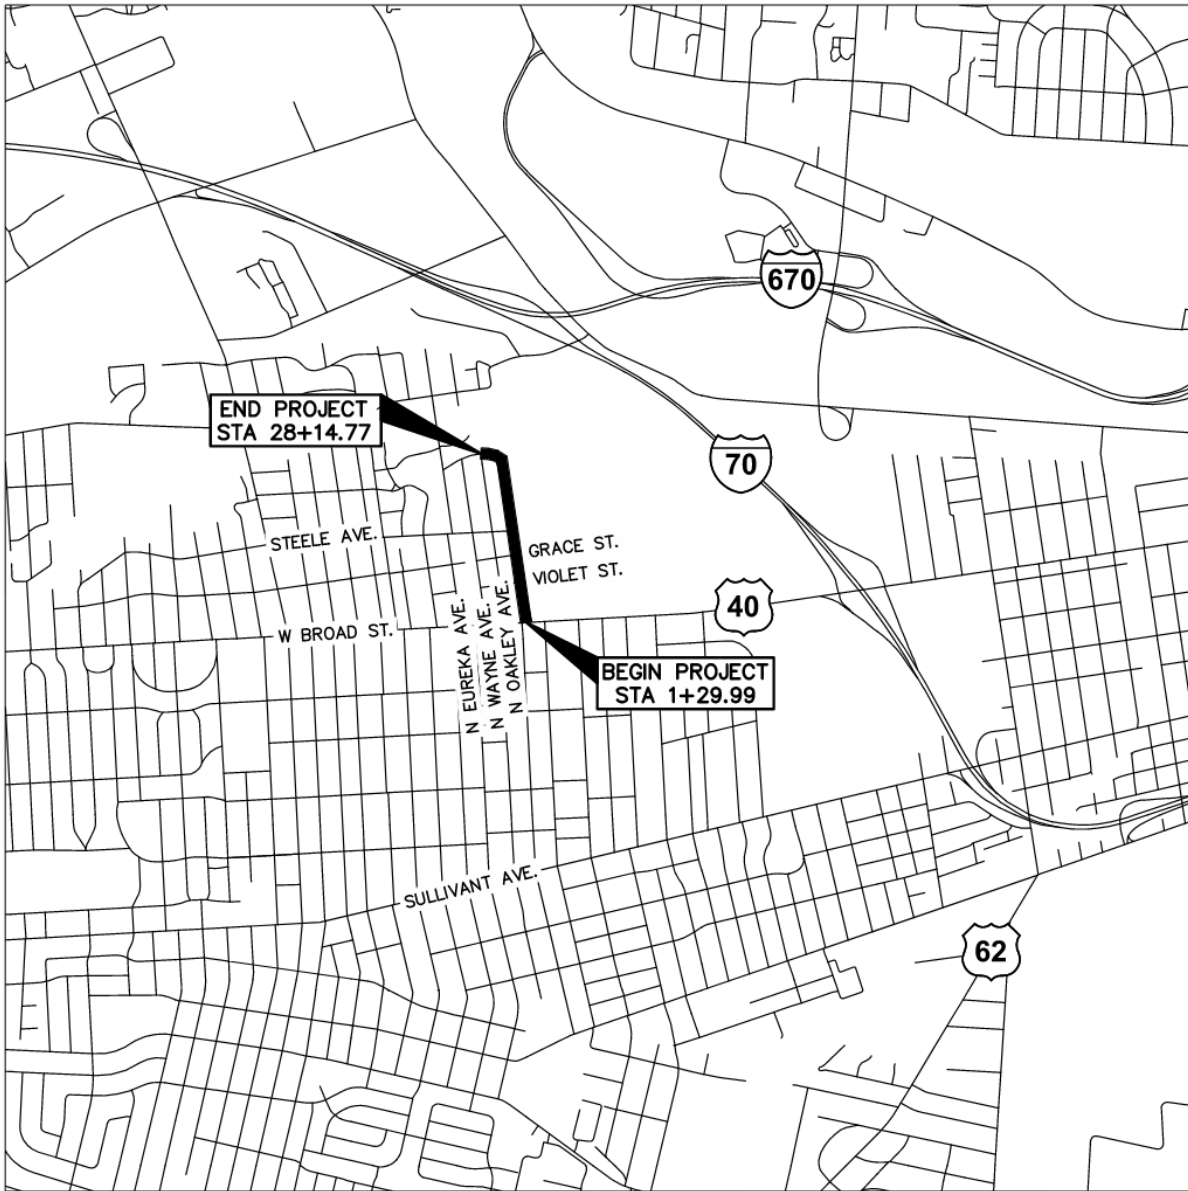 670
END PROJECT
STA 28+14.77
70
STEELE AVE.
GRACE ST.
VIOLET ST.
40
W BROAD ST.
N EUREKA AVE.
N WAYNE AVE.
N OAKLEY AVE.
BEGIN PROJECT
STA 1+29.99
SULLIVANT AVE.
62